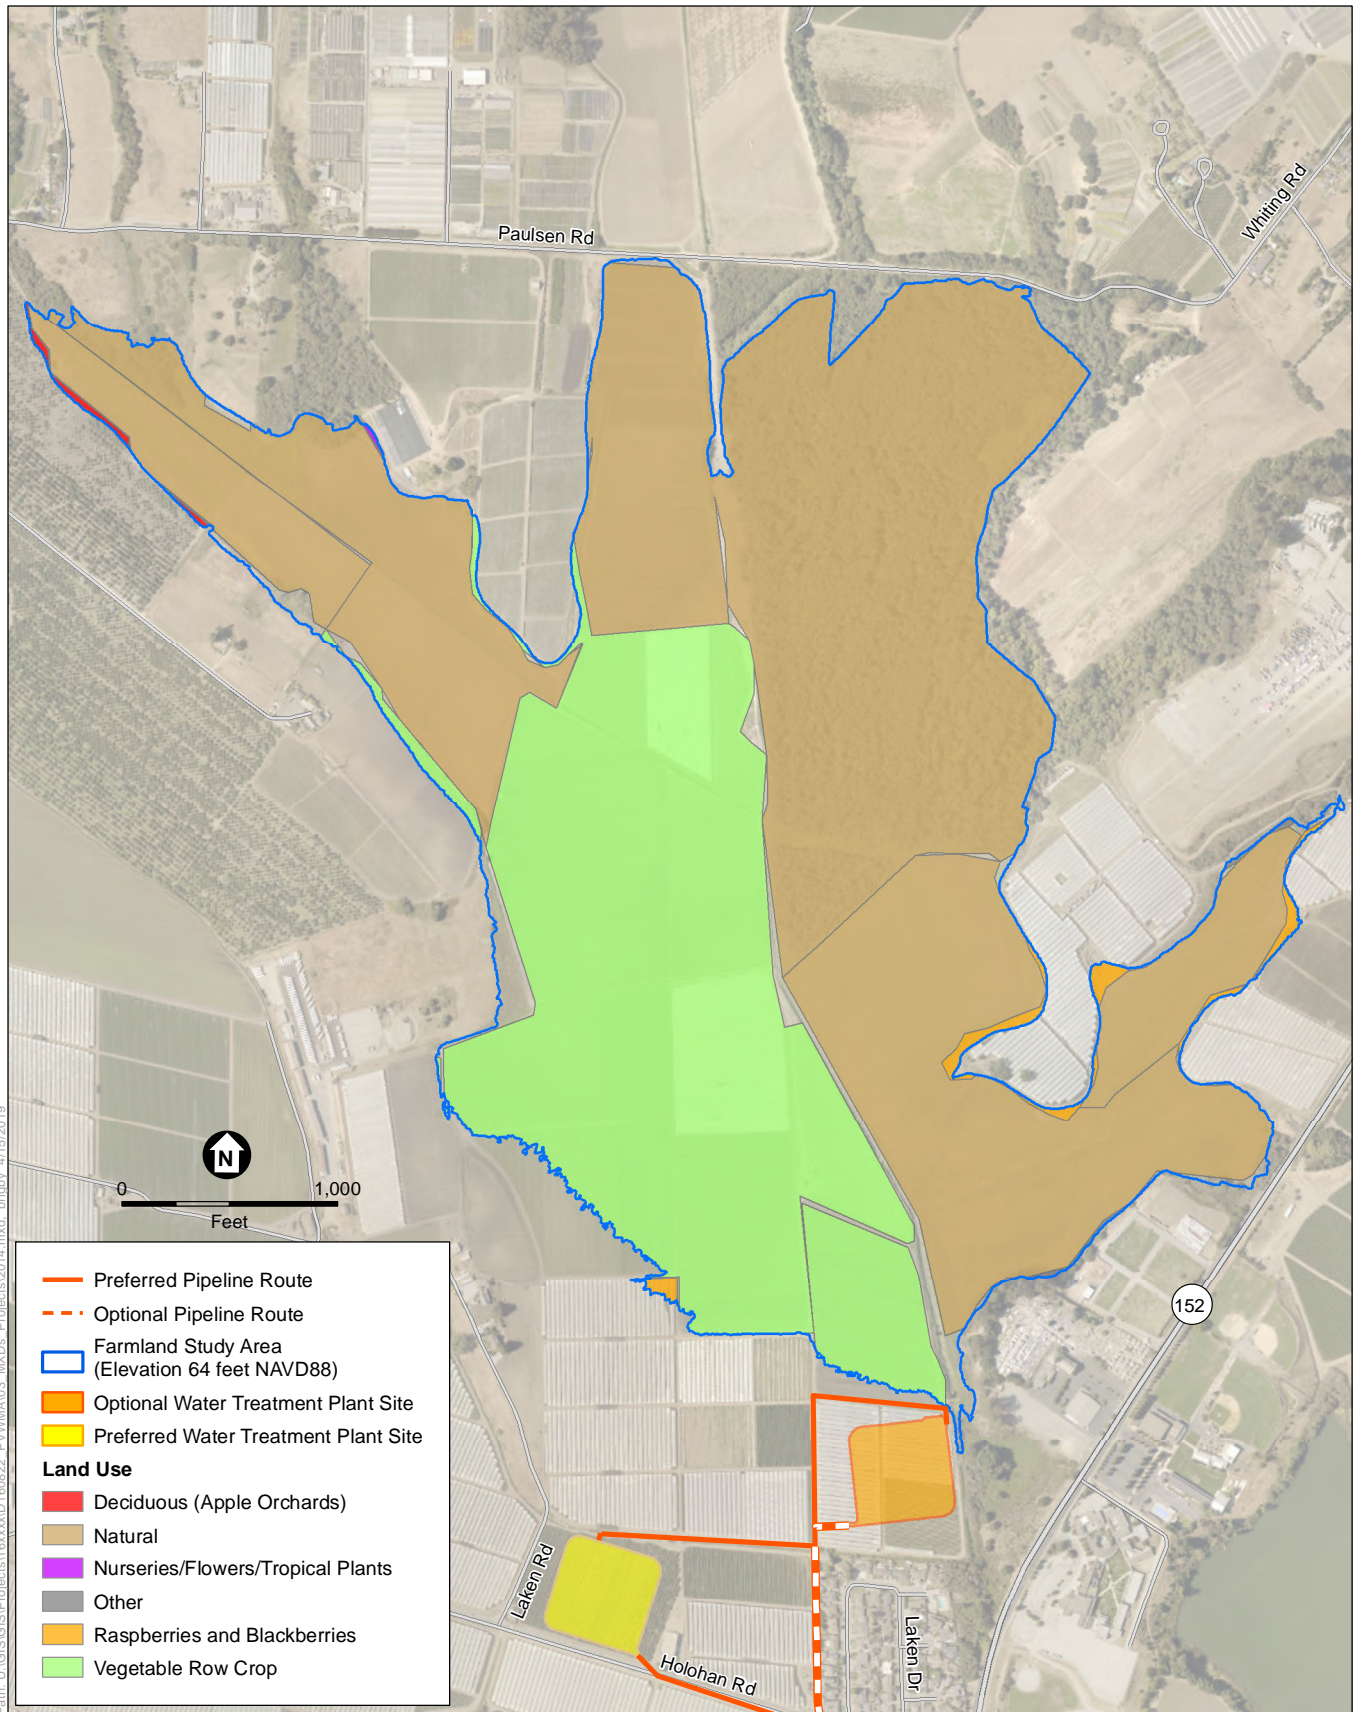 Paulsen Rd
Whiting Rd
152
N
0 1,000
Feet
Preferred Pipeline Route
Optional Pipeline Route
Farmland Study Area
(Elevation 64 feet NAVD88)
Optional Water Treatment Plant Site
Preferred Water Treatment Plant Site
Land Use
Deciduous (Apple Orchards)
Natural
Nurseries/Flowers/Tropical Plants
Other
Raspberries and Blackberries
Vegetable Row Crop
Laken Rd
Holohan Rd
Laken Dr